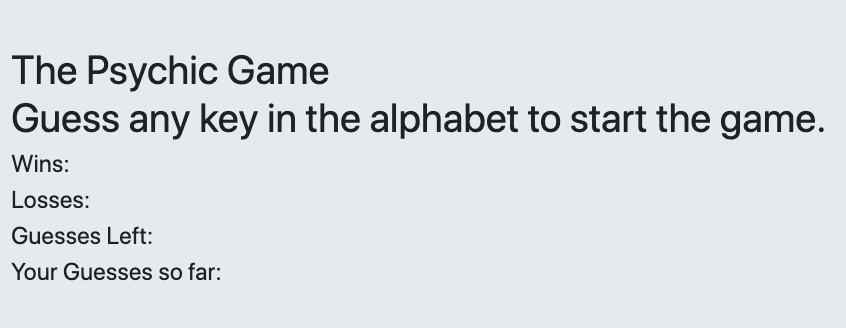 The Psychic Game
Guess any key in the alphabet to start the game.
Wins:
Losses:
Guesses Left:
Your Guesses so far: